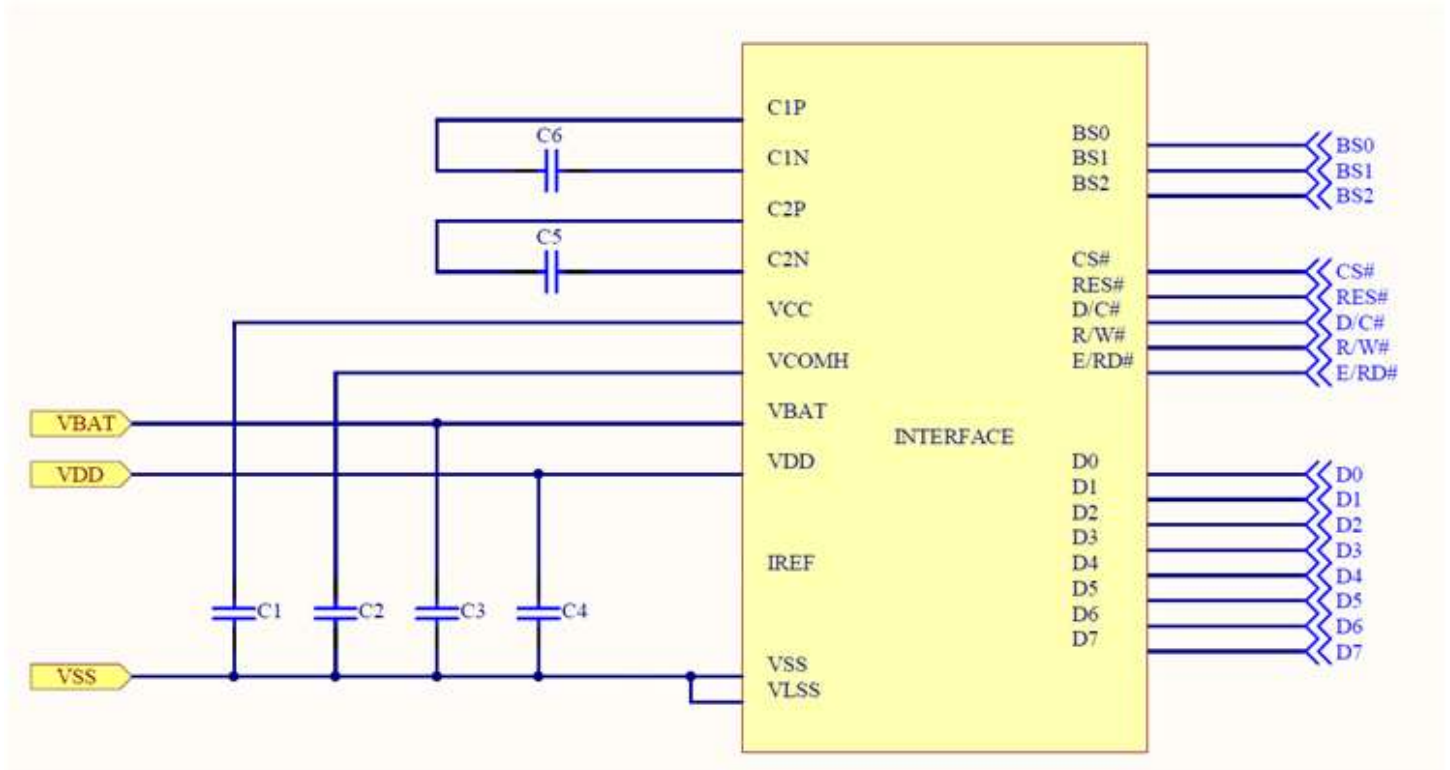 C1P
C6
BS0
BS0
C1N
BS1
BS1
BS2
BS2
C2P
C5
C2N
CS#
CS#
RES#
RES#
VCC
D/C#
D/C#
R/W#
R/W#
VCOMH
E/RD#
E/RD#
VBAT
VBAT
INTERFACE
VDD
VDD
D0
D0
D1
D1
D2
D2
D3
D3
IREF
D4
D4
D5
D5
C1
C2
C3
C4
D6
D6
D7
D7
VSS
VSS
VLSS